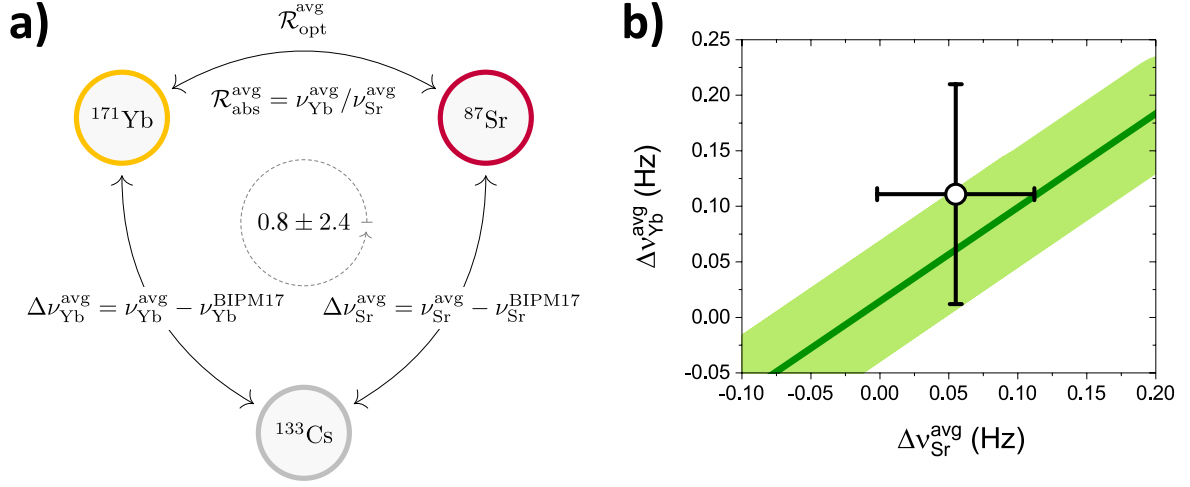 a)
ℛ_opt^avg
ℛ_abs^avg = ν_Yb^avg/ν_Sr^avg
¹⁷¹Yb
⁸⁷Sr
0.8 ± 2.4
Δν_Yb^avg = ν_Yb^avg − ν_Yb^BIPM17
Δν_Sr^avg = ν_Sr^avg − ν_Sr^BIPM17
¹³³Cs
b)
0.25
0.20
0.15
0.10
0.05
0.00
-0.05
Δν_Yb^avg (Hz)
-0.10 -0.05 0.00 0.05 0.10 0.15 0.20
Δν_Sr^avg (Hz)